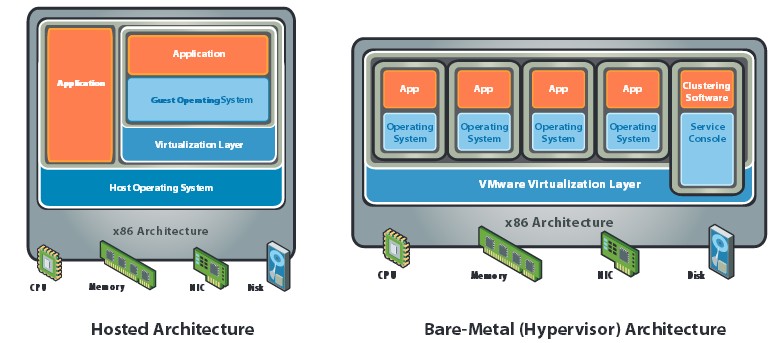 Application
Application
Guest Operating System
Virtualization Layer
Host Operating System
x86 Architecture
CPU
Memory
NIC
Disk
Hosted Architecture
App
App
App
App
Clustering
Software
Operating
System
Operating
System
Operating
System
Operating
System
Service
Console
VMware Virtualization Layer
x86 Architecture
CPU
Memory
NIC
Disk
Bare-Metal (Hypervisor) Architecture